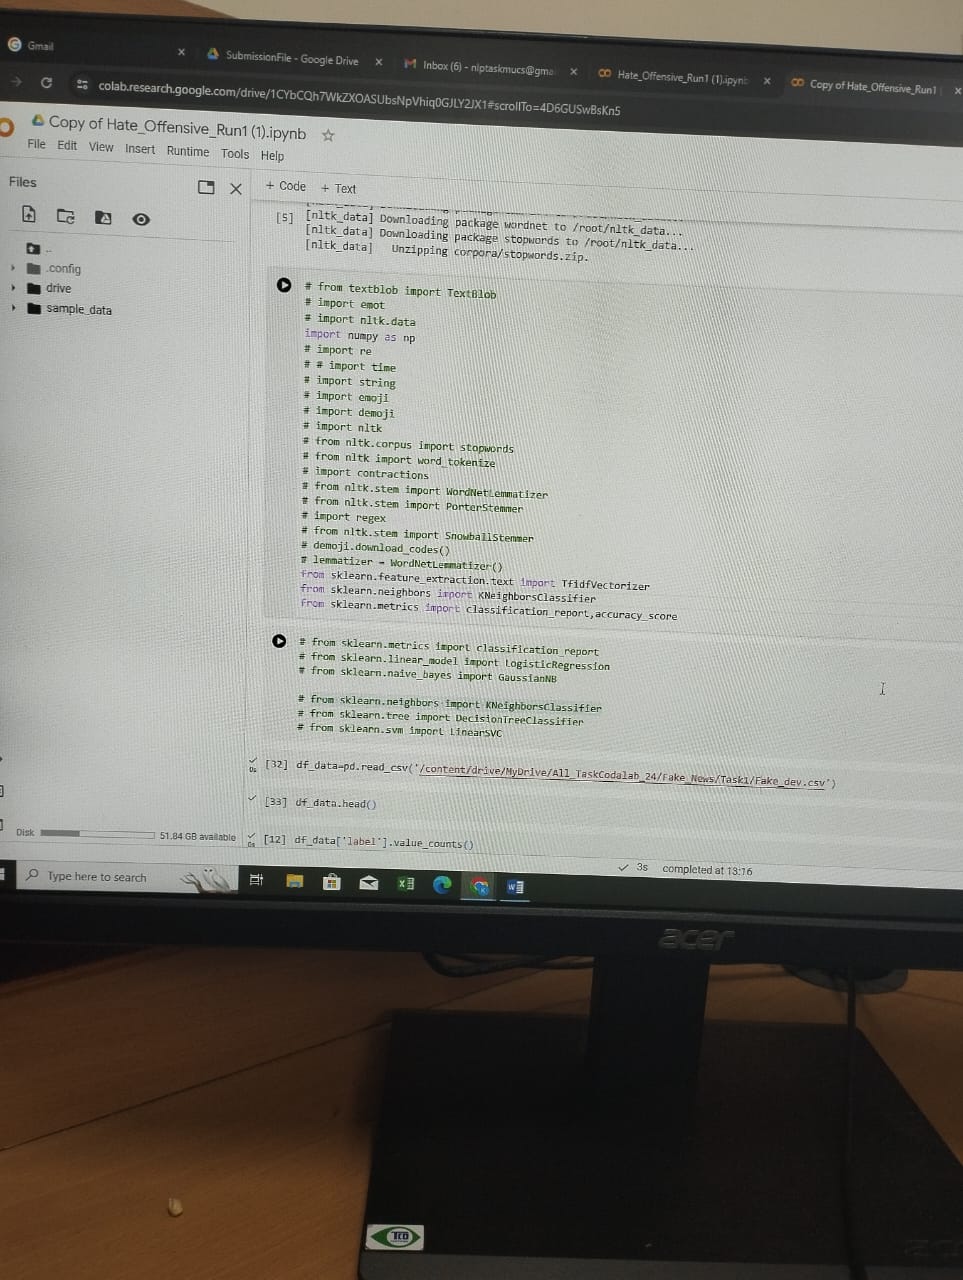 Gmail
SubmissionFile - Google Drive
Inbox (6) - nlptaskmucs@gma
Hate_Offensive_Run1 (1).ipynb
Copy of Hate_Offensive_Run1
colab.research.google.com/drive/1CYbCQh7WkZXOASUbsNpVhiq0GJLY2JX1#scrollTo=4D6GUSwBsKn5
Copy of Hate_Offensive_Run1 (1).ipynb
File Edit View Insert Runtime Tools Help
Files
+ Code + Text
..
.config
drive
sample_data
[5] [nltk_data] Downloading package wordnet to /root/nltk_data...
[nltk_data] Downloading package stopwords to /root/nltk_data...
[nltk_data] Unzipping corpora/stopwords.zip.
# from textblob import TextBlob
# import emot
# import nltk.data
import numpy as np
# import re
# # import time
# import string
# import emoji
# import demoji
# import nltk
# from nltk.corpus import stopwords
# from nltk import word_tokenize
# import contractions
# from nltk.stem import WordNetLemmatizer
# from nltk.stem import PorterStemmer
# import regex
# from nltk.stem import SnowballStemmer
# demoji.download_codes()
# lemmatizer = WordNetLemmatizer()
from sklearn.feature_extraction.text import TfidfVectorizer
from sklearn.neighbors import KNeighborsClassifier
from sklearn.metrics import classification_report,accuracy_score
# from sklearn.metrics import classification_report
# from sklearn.linear_model import LogisticRegression
# from sklearn.naive_bayes import GaussianNB
# from sklearn.neighbors import KNeighborsClassifier
# from sklearn.tree import DecisionTreeClassifier
# from sklearn.svm import LinearSVC
0s [32] df_data=pd.read_csv('/content/drive/MyDrive/All_TaskCodalab_24/Fake_News/Task1/Fake_dev.csv')
[33] df_data.head()
0s [12] df_data['label'].value_counts()
Disk 51.84 GB available
3s completed at 13:16
Type here to search
acer
TCO